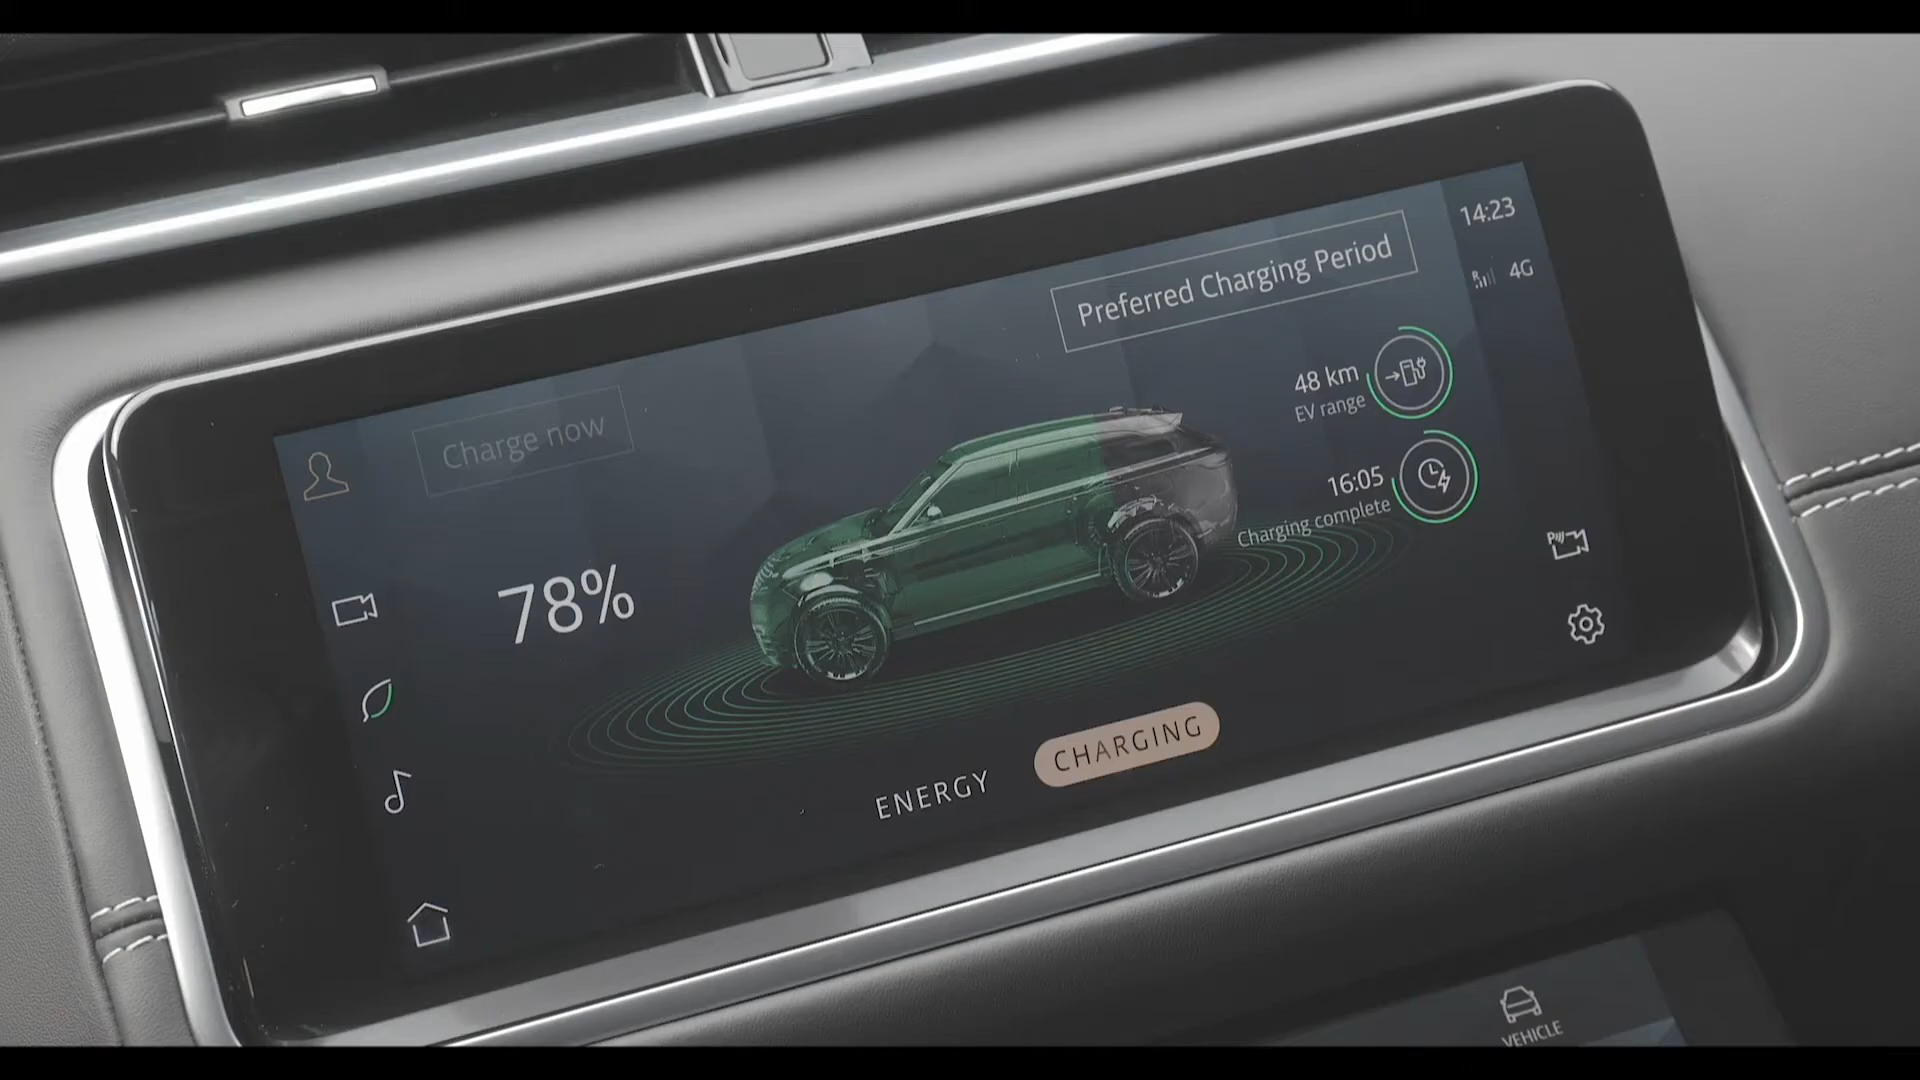 14:23
4G
Preferred Charging Period
Charge now
48 km
EV range
16:05
Charging complete
78%
ENERGY
CHARGING
VEHICLE